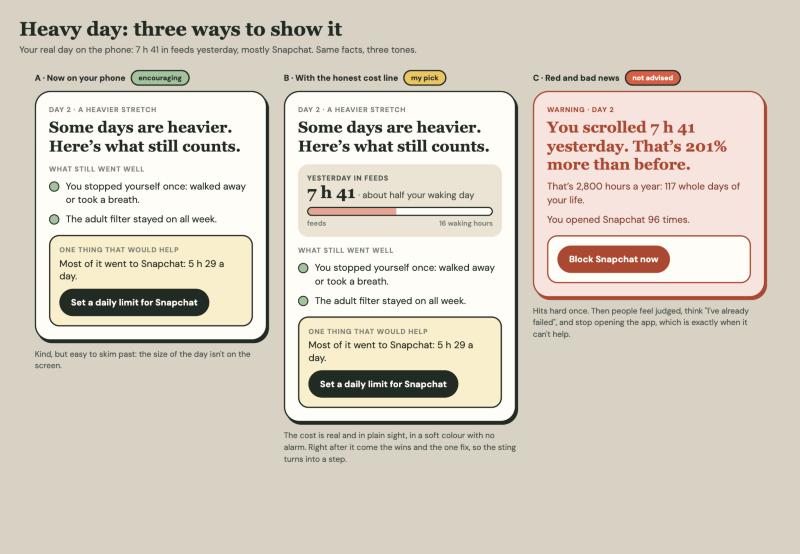 Heavy day: three ways to show it
Your real day on the phone: 7 h 41 in feeds yesterday, mostly Snapchat. Same facts, three tones.
A · Now on your phone
encouraging
DAY 2 · A HEAVIER STRETCH
Some days are heavier.
Here's what still counts.
WHAT STILL WENT WELL
You stopped yourself once: walked away
or took a breath.
The adult filter stayed on all week.
ONE THING THAT WOULD HELP
Most of it went to Snapchat: 5 h 29 a
day.
Set a daily limit for Snapchat
Kind, but easy to skim past: the size of the day isn't on the
screen.
B · With the honest cost line
my pick
DAY 2 · A HEAVIER STRETCH
Some days are heavier.
Here's what still counts.
YESTERDAY IN FEEDS
7 h 41 · about half your waking day
feeds
16 waking hours
WHAT STILL WENT WELL
You stopped yourself once: walked away
or took a breath.
The adult filter stayed on all week.
ONE THING THAT WOULD HELP
Most of it went to Snapchat: 5 h 29 a
day.
Set a daily limit for Snapchat
The cost is real and in plain sight, in a soft colour with no
alarm. Right after it come the wins and the one fix, so the sting
turns into a step.
C · Red and bad news
not advised
WARNING · DAY 2
You scrolled 7 h 41
yesterday. That's 201%
more than before.
That's 2,800 hours a year: 117 whole days of
your life.
You opened Snapchat 96 times.
Block Snapchat now
Hits hard once. Then people feel judged, think "I've already
failed", and stop opening the app, which is exactly when it
can't help.